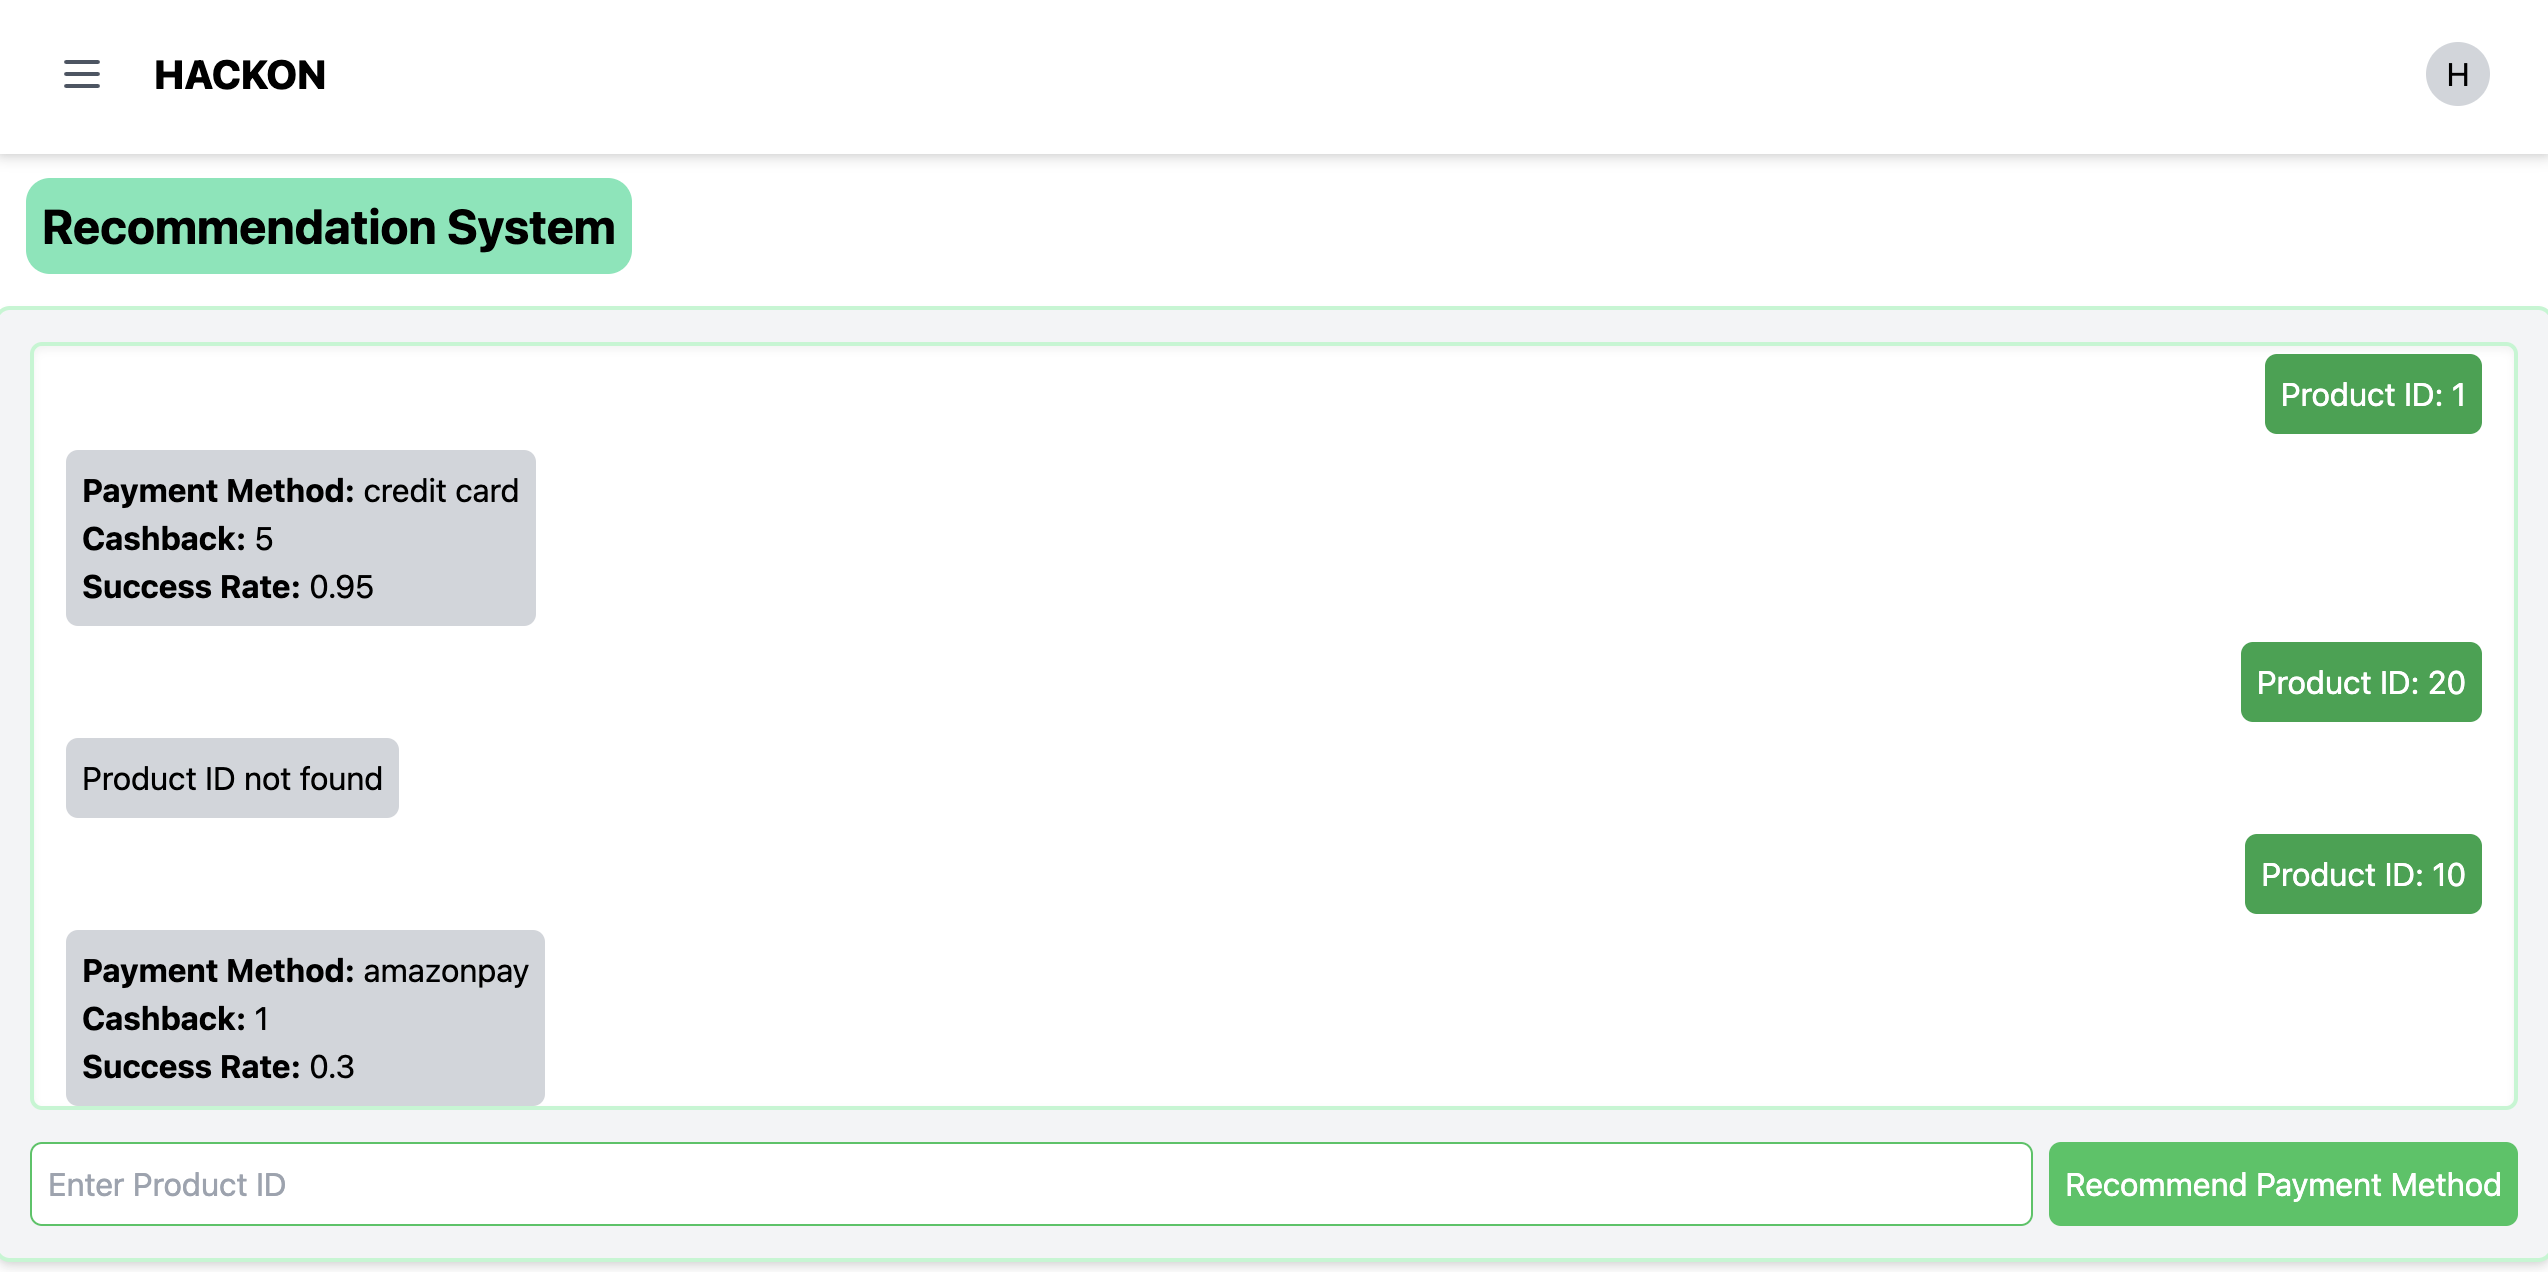 HACKON
H
Recommendation System
Product ID: 1
Payment Method: credit card
Cashback: 5
Success Rate: 0.95
Product ID: 20
Product ID not found
Product ID: 10
Payment Method: amazonpay
Cashback: 1
Success Rate: 0.3
Enter Product ID
Recommend Payment Method